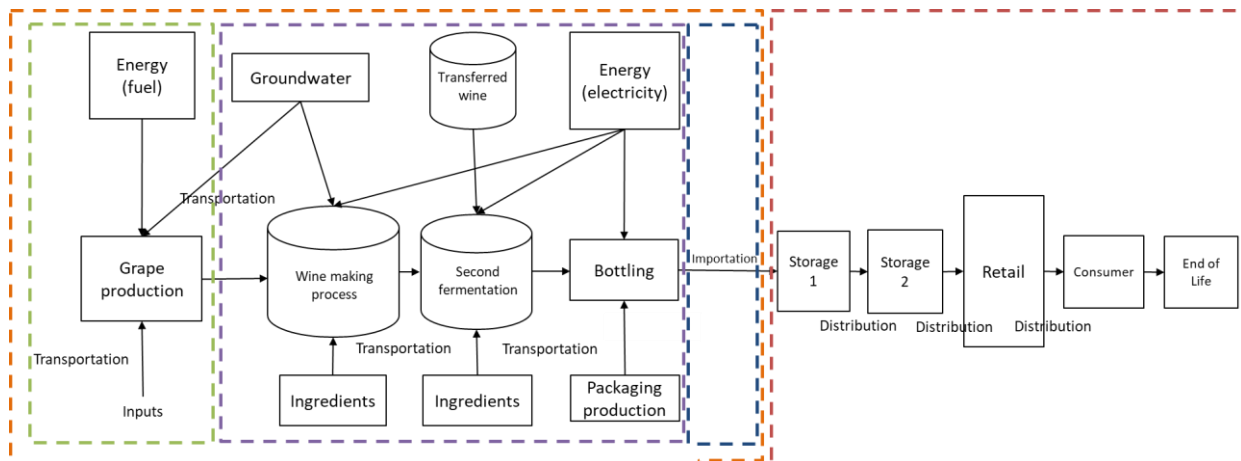 Energy
(fuel)
Groundwater
Transferred
wine
Energy
(electricity)
Transportation
Grape
production
Wine making
process
Second
fermentation
Bottling
Importation
Storage
1
Storage
2
Retail
Consumer
End of
Life
Distribution
Distribution
Distribution
Transportation
Transportation
Transportation
Inputs
Ingredients
Ingredients
Packaging
production